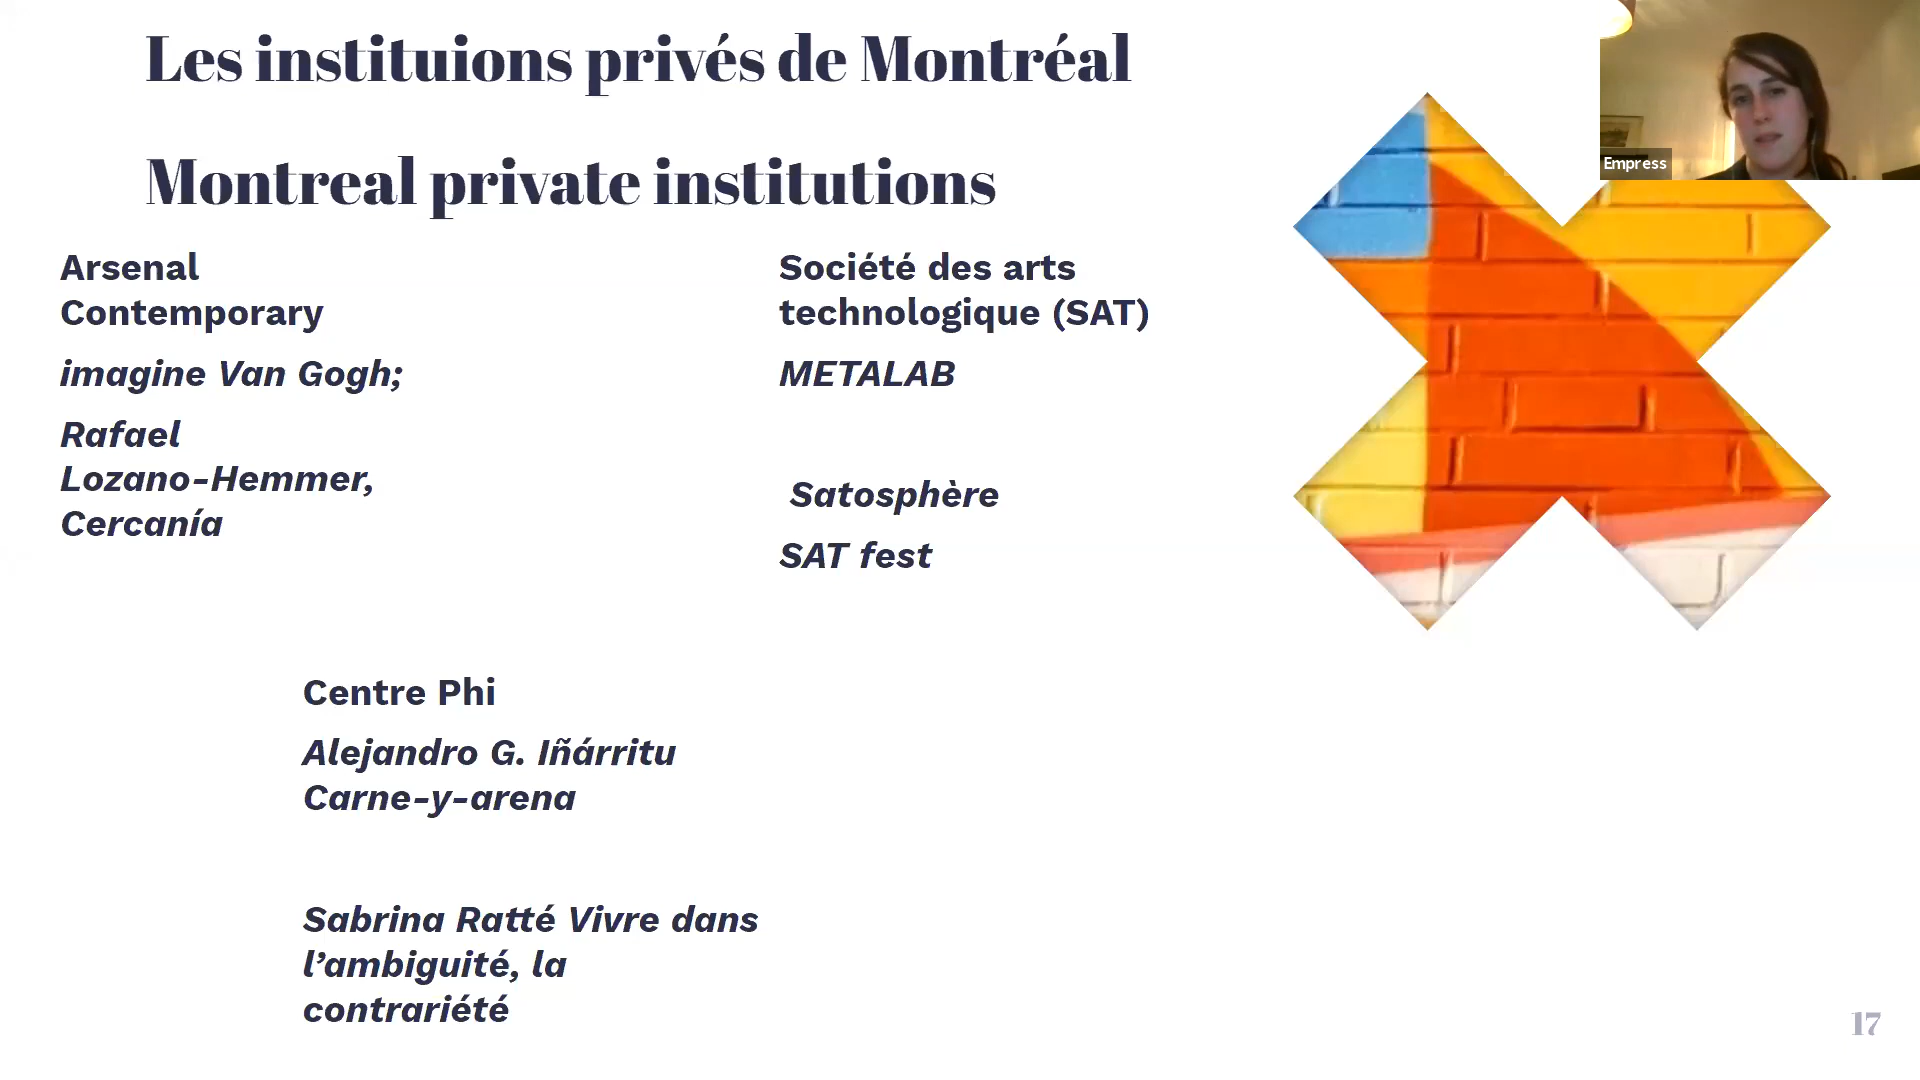 Les instituions privés de Montréal
Montreal private institutions
Empress
Arsenal
Contemporary
imagine Van Gogh;
Rafael
Lozano-Hemmer,
Cercanía
Société des arts
technologique (SAT)
METALAB
Satosphère
SAT fest
Centre Phi
Alejandro G. Iñárritu
Carne-y-arena
Sabrina Ratté Vivre dans
l’ambiguité, la
contrariété
17